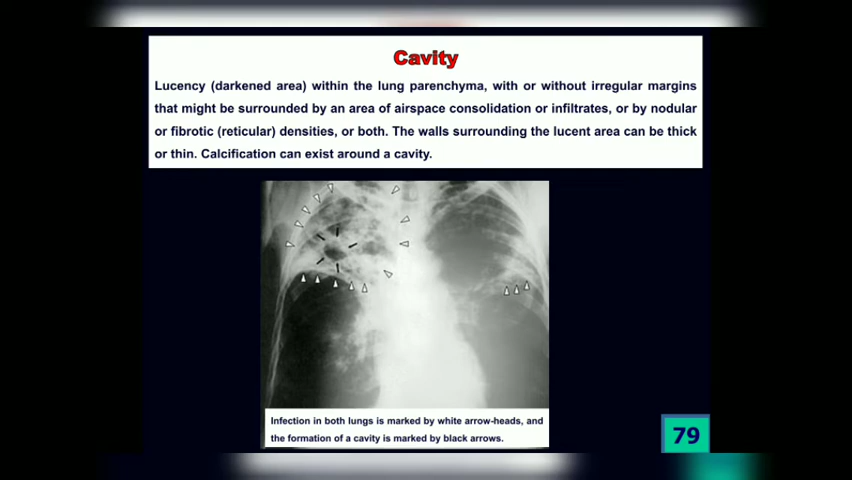 Cavity
Lucency (darkened area) within the lung parenchyma, with or without irregular margins
that might be surrounded by an area of airspace consolidation or infiltrates, or by nodular
or fibrotic (reticular) densities, or both. The walls surrounding the lucent area can be thick
or thin. Calcification can exist around a cavity.
Infection in both lungs is marked by white arrow-heads, and
the formation of a cavity is marked by black arrows.
79